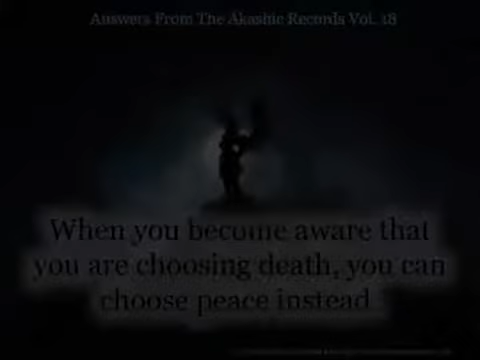 Answers From The Akashic Records Vol. 18
When you become aware that
you are choosing death, you can
choose peace instead